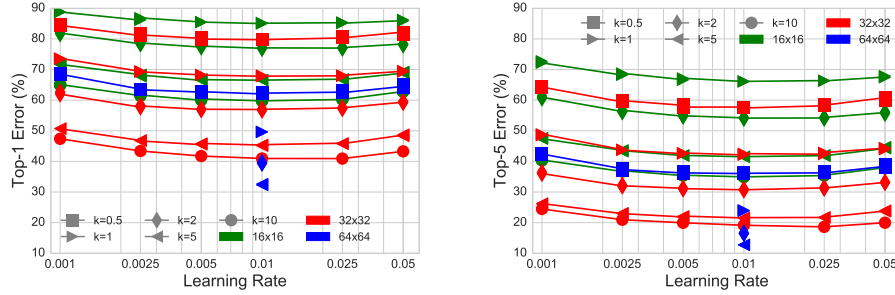 90
80
70
60
50
40
30
20
10
Top-1 Error (%)
k=0.5
k=2
k=10
32x32
k=1
k=5
16x16
64x64
0.001
0.0025
0.005
0.01
0.025
0.05
Learning Rate
90
80
70
60
50
40
30
20
10
Top-5 Error (%)
k=0.5
k=2
k=10
32x32
k=1
k=5
16x16
64x64
0.001
0.0025
0.005
0.01
0.025
0.05
Learning Rate